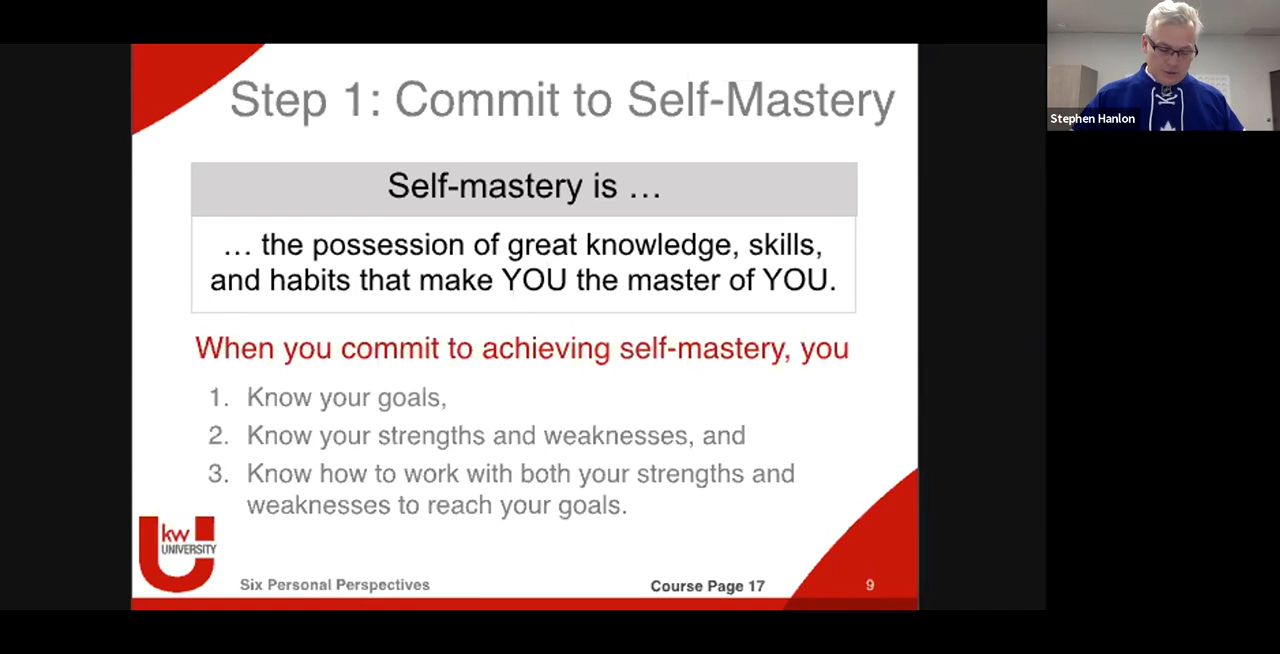 Step 1: Commit to Self-Mastery
Self-mastery is …
… the possession of great knowledge, skills,
and habits that make YOU the master of YOU.
When you commit to achieving self-mastery, you
1. Know your goals,
2. Know your strengths and weaknesses, and
3. Know how to work with both your strengths and
weaknesses to reach your goals.
kw
UNIVERSITY
Six Personal Perspectives
Course Page 17
9
Stephen Hanlon